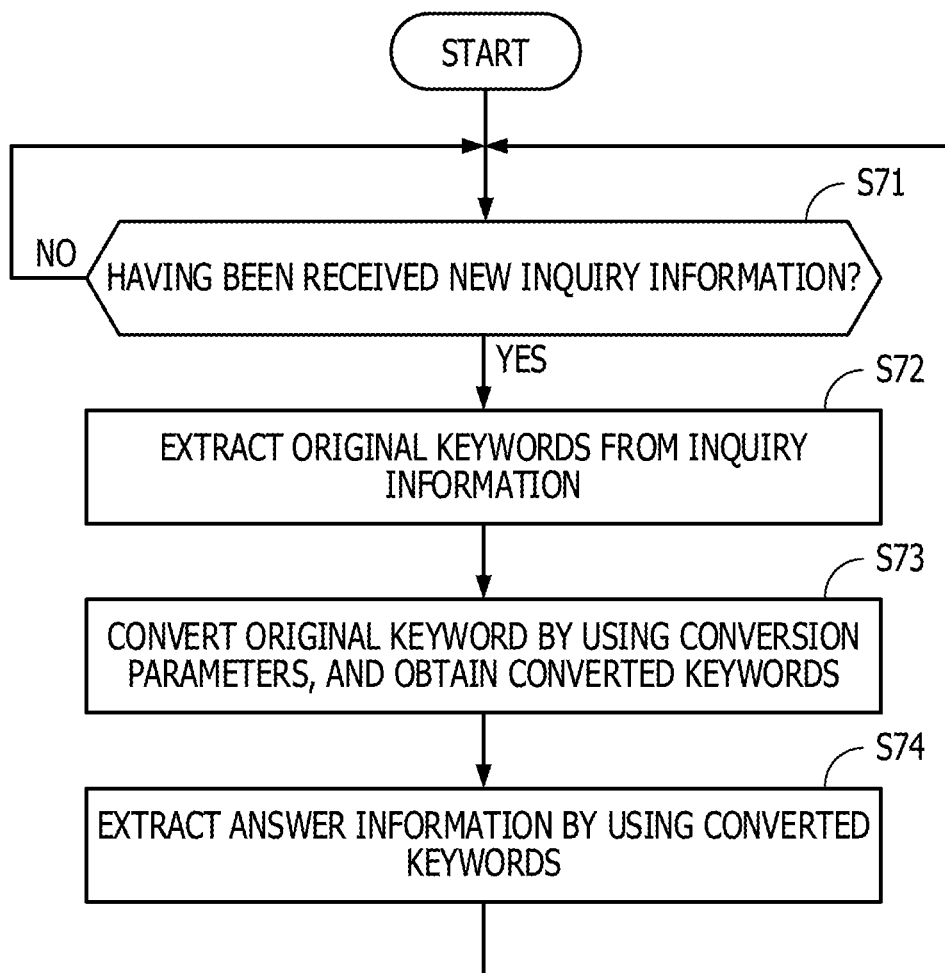 START
S71
NO
HAVING BEEN RECEIVED NEW INQUIRY INFORMATION?
YES
S72
EXTRACT ORIGINAL KEYWORDS FROM INQUIRY
INFORMATION
S73
CONVERT ORIGINAL KEYWORD BY USING CONVERSION
PARAMETERS, AND OBTAIN CONVERTED KEYWORDS
S74
EXTRACT ANSWER INFORMATION BY USING CONVERTED
KEYWORDS